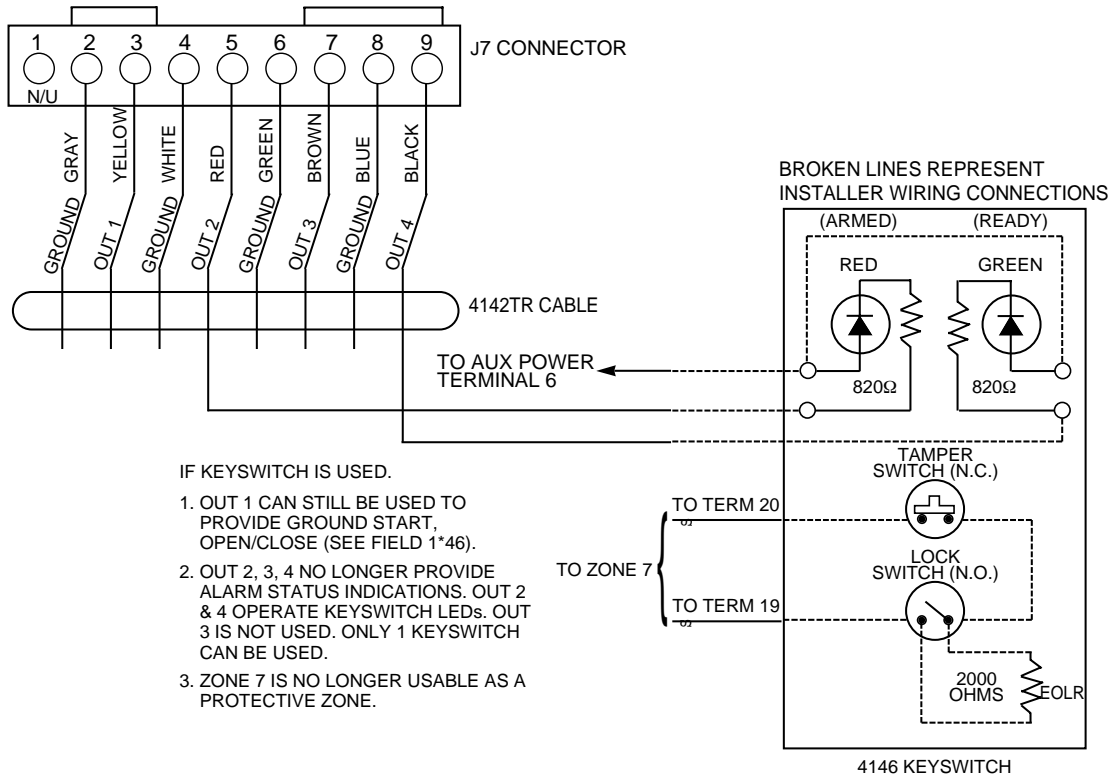 1 2 3 4 5 6 7 8 9
J7 CONNECTOR
N/U
GRAY
YELLOW
WHITE
RED
GREEN
BROWN
BLUE
BLACK
GROUND
OUT 1
GROUND
OUT 2
GROUND
OUT 3
GROUND
OUT 4
4142TR CABLE
BROKEN LINES REPRESENT
INSTALLER WIRING CONNECTIONS
(ARMED) (READY)
RED GREEN
820Ω 820Ω
TO AUX POWER
TERMINAL 6
TAMPER
SWITCH (N.C.)
TO TERM 20
TO ZONE 7
LOCK
SWITCH (N.O.)
TO TERM 19
2000
OHMS
EOLR
4146 KEYSWITCH
IF KEYSWITCH IS USED.
1. OUT 1 CAN STILL BE USED TO
PROVIDE GROUND START,
OPEN/CLOSE (SEE FIELD 1*46).
2. OUT 2, 3, 4 NO LONGER PROVIDE
ALARM STATUS INDICATIONS. OUT 2
& 4 OPERATE KEYSWITCH LEDs. OUT
3 IS NOT USED. ONLY 1 KEYSWITCH
CAN BE USED.
3. ZONE 7 IS NO LONGER USABLE AS A
PROTECTIVE ZONE.